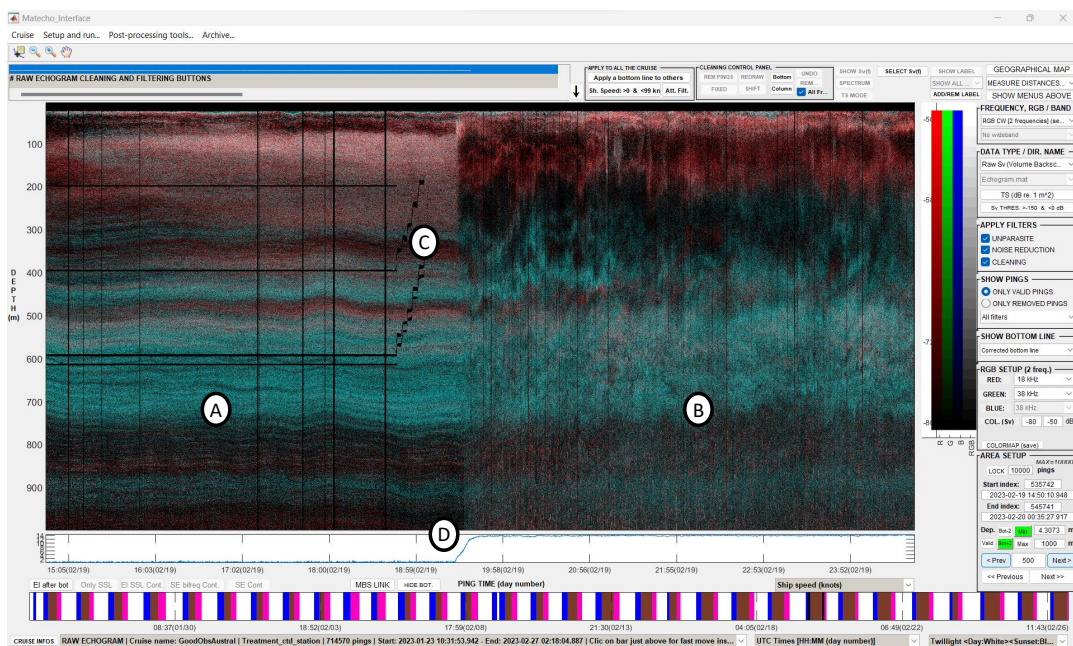 Matecho_Interface
Cruise Setup and run... Post-processing tools... Archive...
# RAW ECHOGRAM CLEANING AND FILTERING BUTTONS
APPLY TO ALL THE CRUISE
Apply a bottom line to others
Sh. Speed: >0 & <99 kn Att. Filt.
CLEANING CONTROL PANEL
REM PINGS REDRAW Bottom UNDO
REM...
FIXED SHIFT Column All Fr...
SHOW Sv(f) SELECT Sv(f) SHOW LABEL
SPECTRUM SHOW ALL ...
TS MODE ADD/REM LABEL
GEOGRAPHICAL MAP
MEASURE DISTANCES...
SHOW MENUS ABOVE
FREQUENCY, RGB / BAND
RGB CW [2 frequencies] (se...
No wideband
DATA TYPE / DIR. NAME
Raw Sv (Volume Backsc...
Echogram.mat
TS (dB re. 1 m^2)
Sv THRES. >-150 & <0 dB
APPLY FILTERS
UNPARASITE
NOISE REDUCTION
CLEANING
SHOW PINGS
ONLY VALID PINGS
ONLY REMOVED PINGS
All filters
SHOW BOTTOM LINE
Corrected bottom line
RGB SETUP (2 freq.)
RED: 18 kHz
GREEN: 38 kHz
BLUE: 38 kHz
COL. (Sv) -80 -50 dB
COLORMAP (save)
AREA SETUP
MAX=10000
LOCK 10000 pings
Start index: 535742
2023-02-19 14:50:10.948
End index: 545741
2023-02-20 00:35:27.917
Dep. Bot-2 Min 4.3073 m
Valid Bot+2 Max 1000 m
< Prev 500 Next >
<< Previous Next >>
DEPTH
(m)
100
200
300
400
500
600
700
800
900
A
B
C
D
R G B RGB
15:05(02/19) 16:03(02/19) 17:02(02/19) 18:00(02/19) 18:59(02/19) 19:58(02/19) 20:56(02/19) 21:55(02/19) 22:53(02/19) 23:52(02/19)
EI after bot Only SSL EI SSL Cont. SE bifreq Cont. SE Cont MBS LINK HIDE BOT. PING TIME (day number) Ship speed (knots)
08:37(01/30) 18:52(02/03) 17:59(02/08) 21:30(02/13) 04:05(02/18) 06:49(02/22) 11:43(02/26)
CRUISE INFOS RAW ECHOGRAM | Cruise name: GoodObsAustral | Treatment_ctd_station | 714570 pings | Start: 2023-01-23 10:31:53.942 - End: 2023-02-27 02:18:04.887 | Clic on bar just above for fast move ins... UTC Times [HH:MM (day number)] Twillight <Day:White><Sunset:Bl...